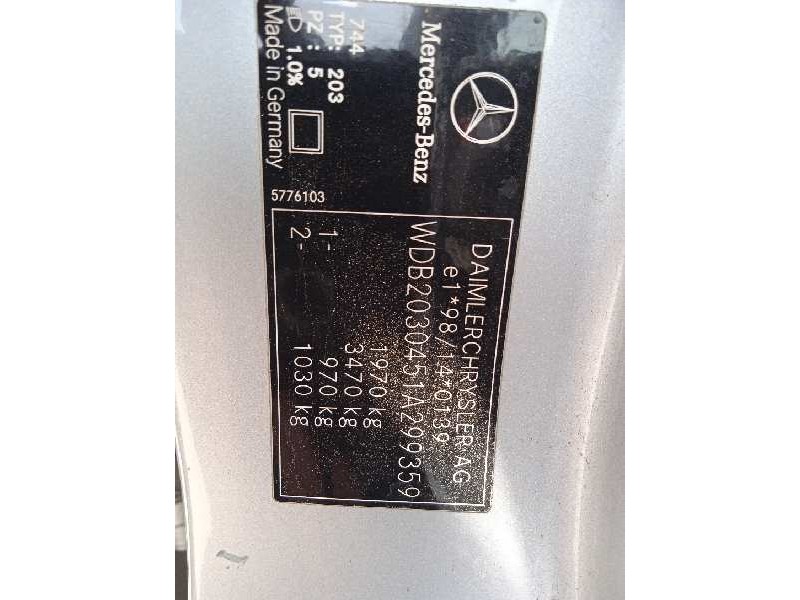 Mercedes-Benz
744
TYP: 203
PZ : 5
1.0%
Made in Germany
5776103
DAIMLERCHRYSLER AG
e1*98/14*0139
WDB2030451A299359
1970 kg
3470 kg
1- 970 kg
2- 1030 kg